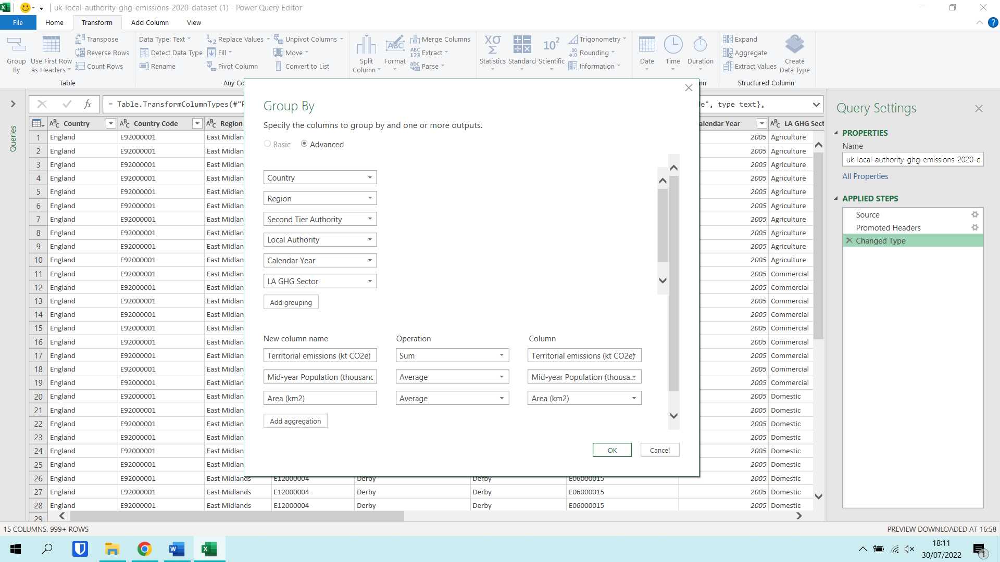 uk-local-authority-ghg-emissions-2020-dataset (1) - Power Query Editor
File
Home
Transform
Add Column
View
Group By
Use First Row as Headers
Transpose
Reverse Rows
Count Rows
Table
Data Type: Text
Detect Data Type
Rename
Replace Values
Fill
Pivot Column
Unpivot Columns
Move
Convert to List
Any Co
Split Column
Format
Merge Columns
Extract
Parse
Statistics
Standard
Scientific
Trigonometry
Rounding
Information
Date
Time
Duration
mn
Expand
Aggregate
Extract Values
Create Data Type
Structured Column
Queries
fx
= Table.TransformColumnTypes(#"
e", type text},
Country
Country Code
Region
alendar Year
LA GHG Sect
1 England E92000001 East Midlan 2005 Agriculture
2 England E92000001 East Midlan 2005 Agriculture
3 England E92000001 East Midlan 2005 Agriculture
4 England E92000001 East Midlan 2005 Agriculture
5 England E92000001 East Midlan 2005 Agriculture
6 England E92000001 East Midlan 2005 Agriculture
7 England E92000001 East Midlan 2005 Agriculture
8 England E92000001 East Midlan 2005 Agriculture
9 England E92000001 East Midlan 2005 Agriculture
10 England E92000001 East Midlan 2005 Agriculture
11 England E92000001 East Midlan 2005 Commercial
12 England E92000001 East Midlan 2005 Commercial
13 England E92000001 East Midlan 2005 Commercial
14 England E92000001 East Midlan 2005 Commercial
15 England E92000001 East Midlan 2005 Commercial
16 England E92000001 East Midlan 2005 Commercial
17 England E92000001 East Midlan 2005 Commercial
18 England E92000001 East Midlan 2005 Commercial
19 England E92000001 East Midlan 2005 Commercial
20 England E92000001 East Midlan 2005 Domestic
21 England E92000001 East Midlan 2005 Domestic
22 England E92000001 East Midlan 2005 Domestic
23 England E92000001 East Midlan 2005 Domestic
24 England E92000001 East Midlan 2005 Domestic
25 England E92000001 East Midlan 2005 Domestic
26 England E92000001 East Midlands E12000004 Derby Derby E06000015 2005 Domestic
27 England E92000001 East Midlands E12000004 Derby Derby E06000015 2005 Domestic
28 England E92000001 East Midlands E12000004 Derby Derby E06000015 2005 Domestic
29
Group By
Specify the columns to group by and one or more outputs.
Basic
Advanced
Country
Region
Second Tier Authority
Local Authority
Calendar Year
LA GHG Sector
Add grouping
New column name Operation Column
Territorial emissions (kt CO2e) Sum Territorial emissions (kt CO2e)
Mid-year Population (thousanc Average Mid-year Population (thousa...
Area (km2) Average Area (km2)
Add aggregation
OK
Cancel
Query Settings
PROPERTIES
Name
uk-local-authority-ghg-emissions-2020-d
All Properties
APPLIED STEPS
Source
Promoted Headers
Changed Type
15 COLUMNS, 999+ ROWS
PREVIEW DOWNLOADED AT 16:58
18:11
30/07/2022
1